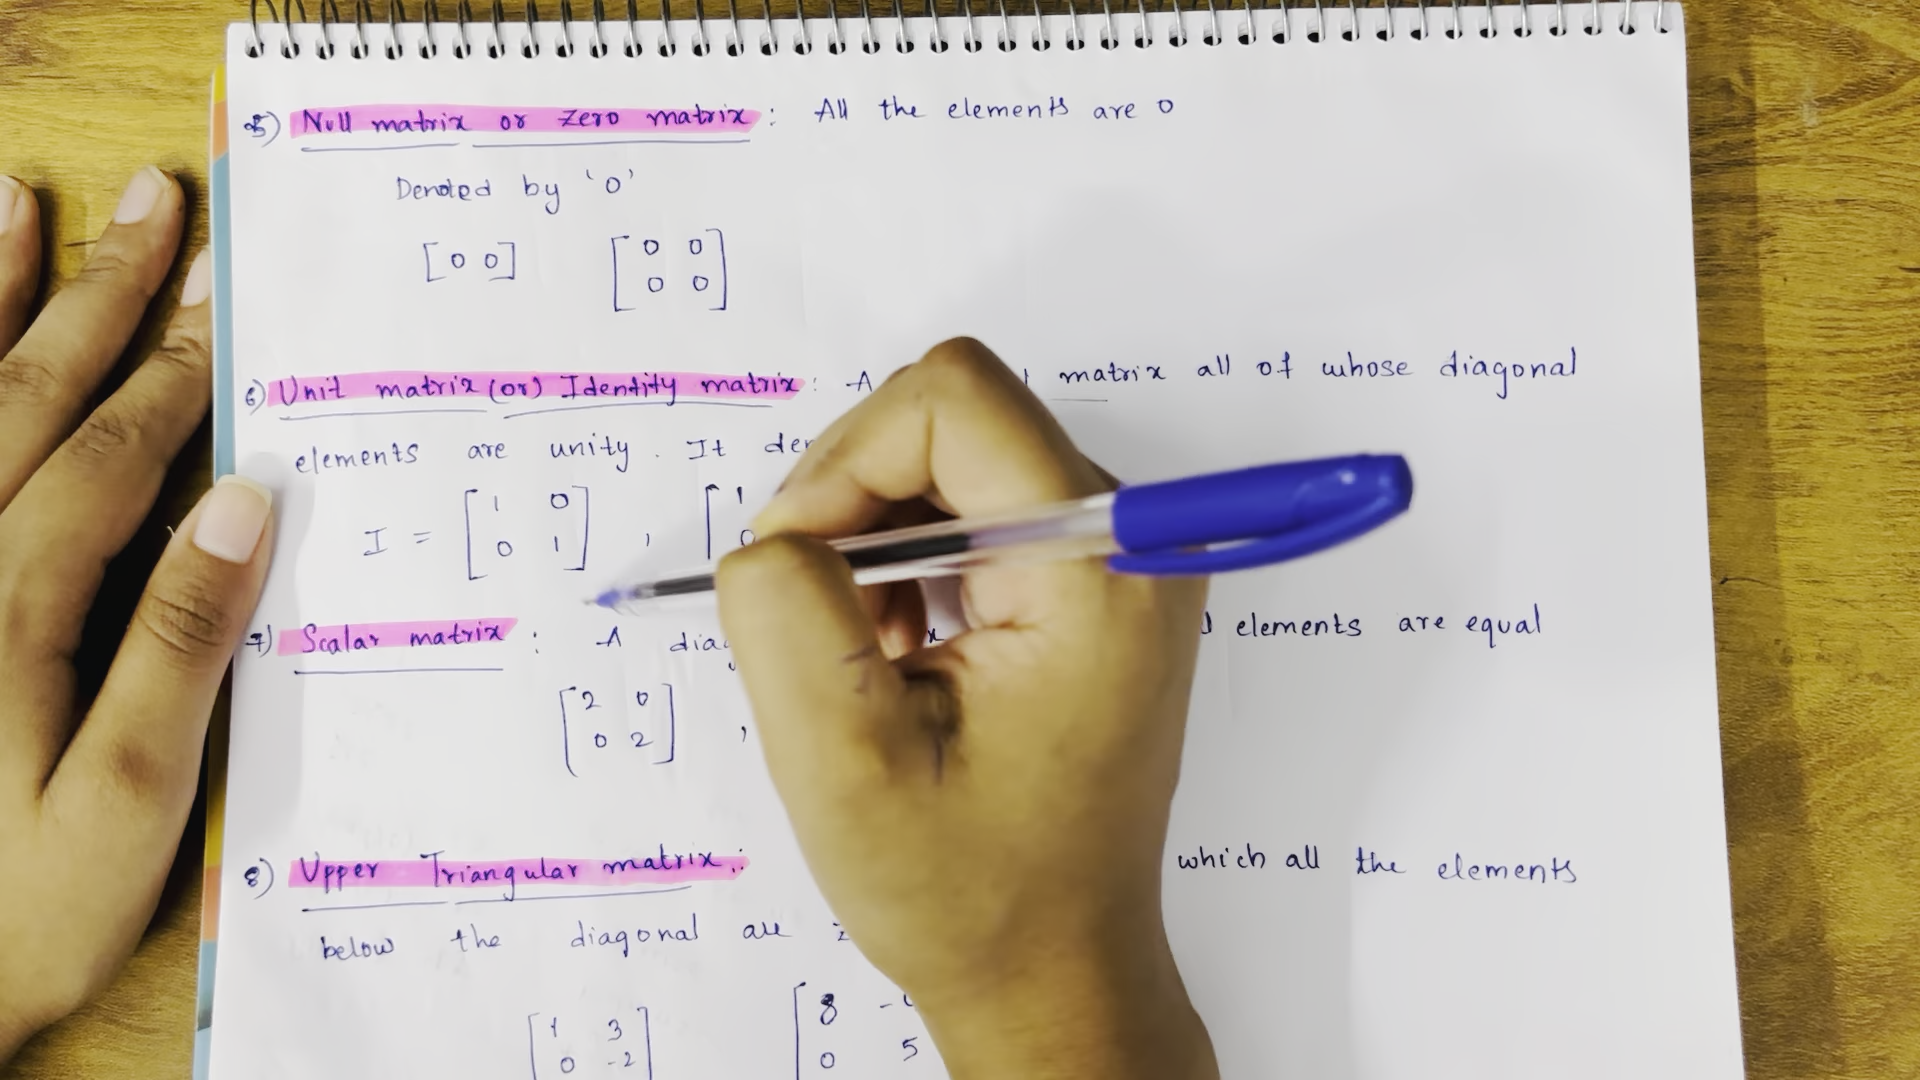 5) Null matrix or Zero matrix : All the elements are 0
Denoted by '0'
[0 0] [0 0
0 0]
6) Unit matrix (or) Identity matrix : A matrix all of whose diagonal
elements are unity. It
I = [1 0
0 1] , [1
0
7) Scalar matrix : A elements are equal
[2 0
0 2] ,
8) Upper Triangular matrix : which all the elements
below the diagonal are
[1 3
0 -2]
[8
0 5